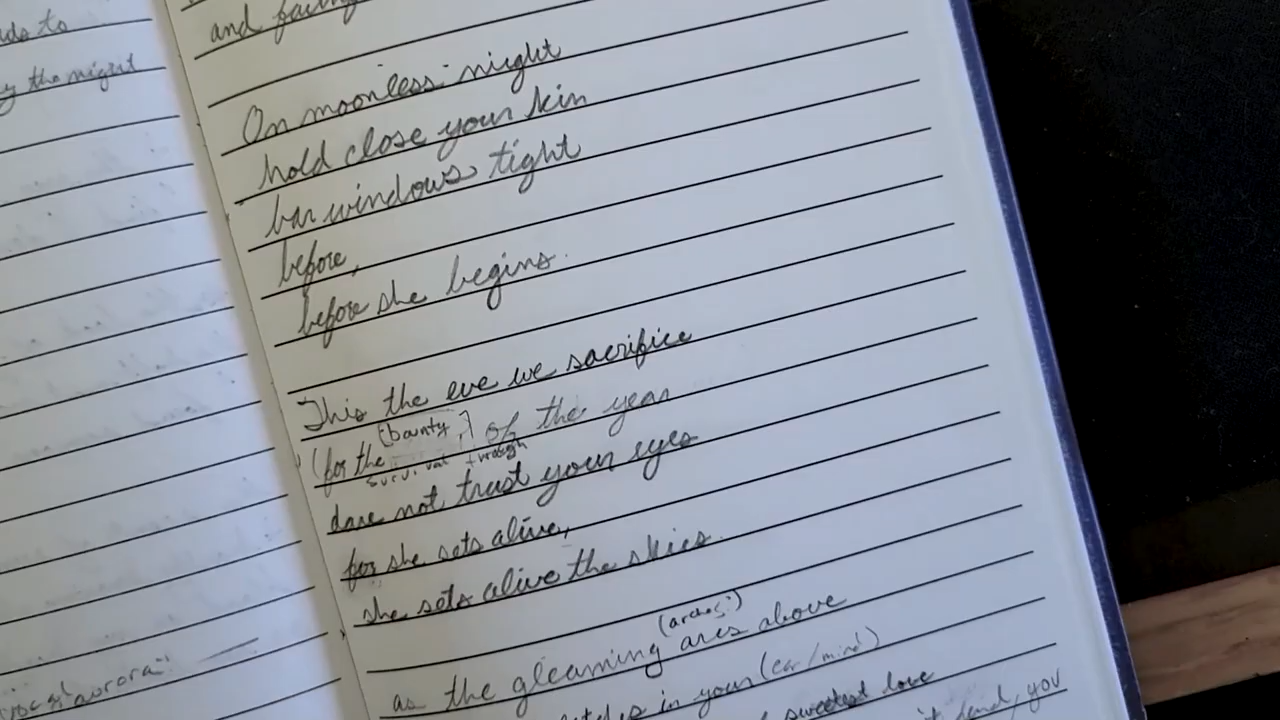 ds to
the night
aurora"
and
On moonless night
hold close your kin
bar windows tight
before,
before she begins.
This the eve we sacrifice
[bounty,]
(for the of the year
survival through
dare not trust your eyes
for she sets alive,
she sets alive the skies.
(arches?)
as the gleaming arcs above
in your (ear/mind)
sweetest love
you